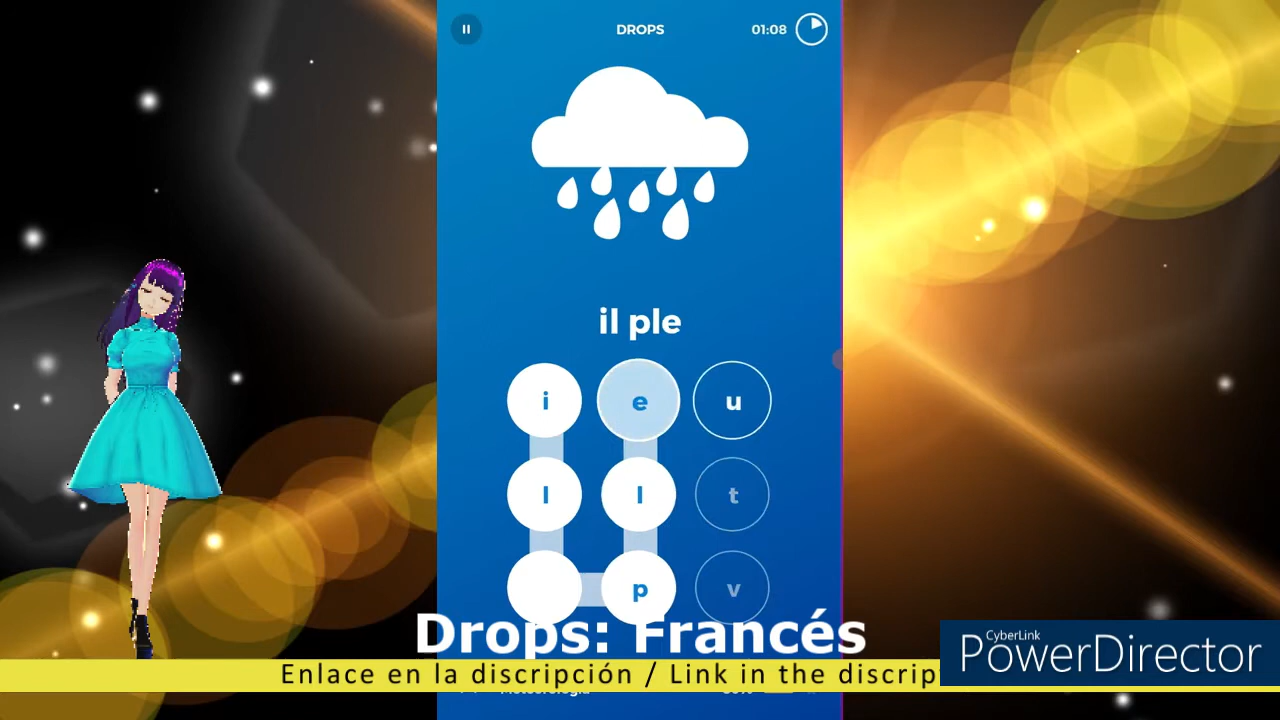 DROPS
01:08
il ple
i e u
l l t
p v
Drops: Francés
Enlace en la discripción / Link in the discrip
CyberLink
PowerDirector